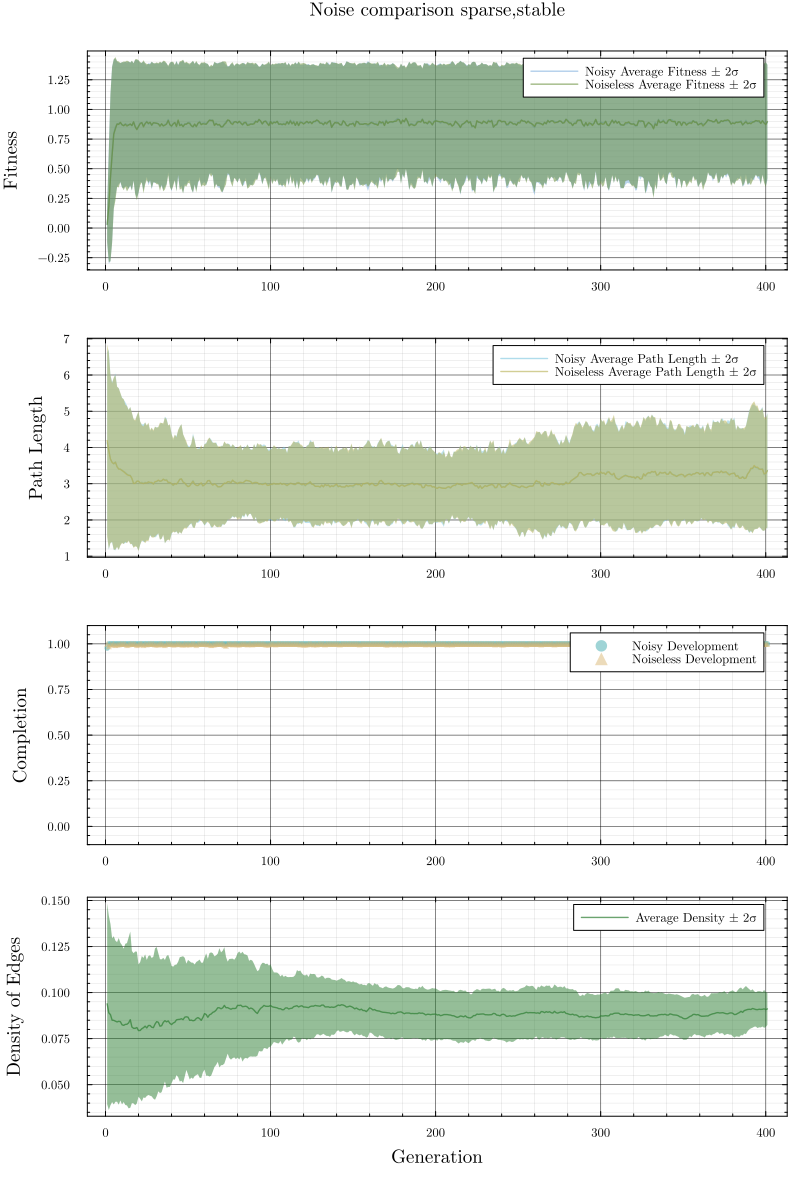 Noise comparison sparse,stable
Noisy Average Fitness ± 2σ
Noiseless Average Fitness ± 2σ
Fitness
1.25
1.00
0.75
0.50
0.25
0.00
−0.25
0 100 200 300 400
Noisy Average Path Length ± 2σ
Noiseless Average Path Length ± 2σ
Path Length
7
6
5
4
3
2
1
0 100 200 300 400
Noisy Development
Noiseless Development
Completion
1.00
0.75
0.50
0.25
0.00
0 100 200 300 400
Average Density ± 2σ
Density of Edges
0.150
0.125
0.100
0.075
0.050
0 100 200 300 400
Generation